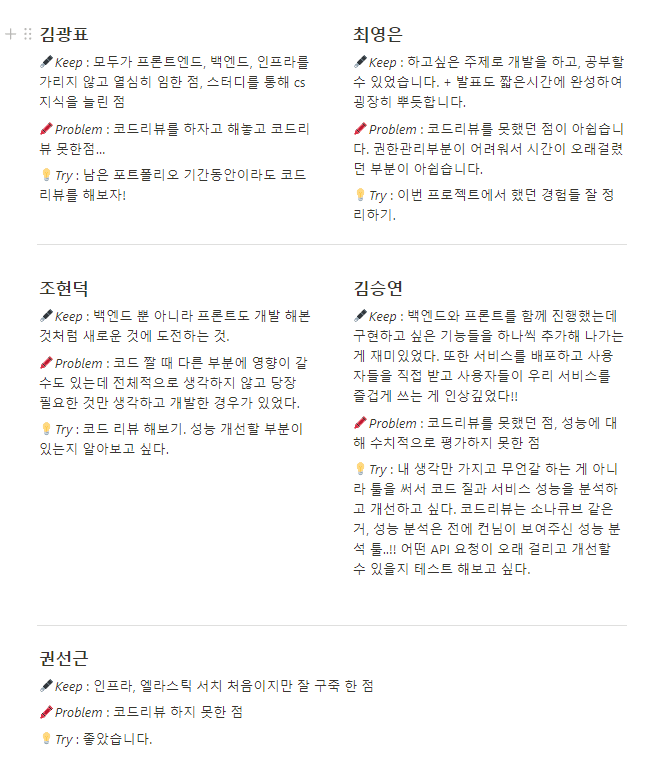 김광표
Keep : 모두가 프론트엔드, 백엔드, 인프라를
가리지 않고 열심히 임한 점, 스터디를 통해 cs
지식을 늘린 점
Problem : 코드리뷰를 하자고 해놓고 코드리
뷰 못한점...
Try : 남은 포트폴리오 기간동안이라도 코드
리뷰를 해보자!
최영은
Keep : 하고싶은 주제로 개발을 하고, 공부할
수 있었습니다. + 발표도 짧은시간에 완성하여
굉장히 뿌듯합니다.
Problem : 코드리뷰를 못했던 점이 아쉽습니
다. 권한관리부분이 어려워서 시간이 오래걸렸
던 부분이 아쉽습니다.
Try : 이번 프로젝트에서 했던 경험들 잘 정
리하기.
조현덕
Keep : 백엔드 뿐 아니라 프론트도 개발 해본
것처럼 새로운 것에 도전하는 것.
Problem : 코드 짤 때 다른 부분에 영향이 갈
수도 있는데 전체적으로 생각하지 않고 당장
필요한 것만 생각하고 개발한 경우가 있었다.
Try : 코드 리뷰 해보기. 성능 개선할 부분이
있는지 알아보고 싶다.
김승연
Keep : 백엔드와 프론트를 함께 진행했는데
구현하고 싶은 기능들을 하나씩 추가해 나가는
게 재미있었다. 또한 서비스를 배포하고 사용
자들을 직접 받고 사용자들이 우리 서비스를
즐겁게 쓰는 게 인상깊었다!!
Problem : 코드리뷰를 못했던 점, 성능에 대
해 수치적으로 평가하지 못한 점
Try : 내 생각만 가지고 무언갈 하는 게 아니
라 툴을 써서 코드 질과 서비스 성능을 분석하
고 개선하고 싶다. 코드리뷰는 소나큐브 같은
거, 성능 분석은 전에 컨님이 보여주신 성능 분
석 툴..!! 어떤 API 요청이 오래 걸리고 개선할
수 있을지 테스트 해보고 싶다.
권선근
Keep : 인프라, 엘라스틱 서치 처음이지만 잘 구축 한 점
Problem : 코드리뷰 하지 못한 점
Try : 좋았습니다.